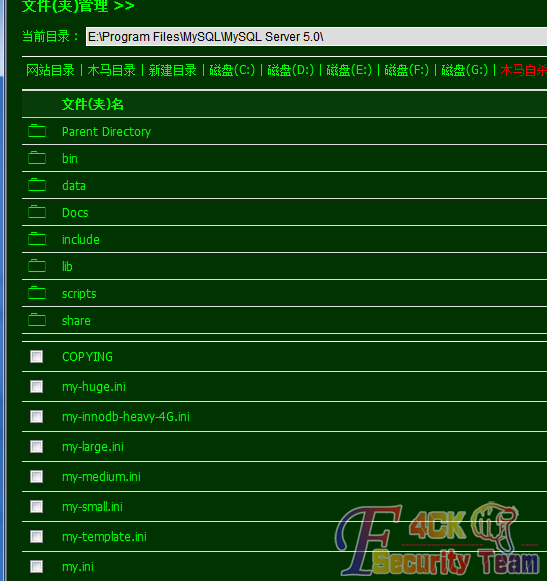 文件(夹)管理 >>
当前目录： E:\Program Files\MySQL\MySQL Server 5.0\
网站目录 | 木马目录 | 新建目录 | 磁盘(C:) | 磁盘(D:) | 磁盘(E:) | 磁盘(F:) | 磁盘(G:) | 木马自杀
文件(夹)名
Parent Directory
bin
data
Docs
include
lib
scripts
share
COPYING
my-huge.ini
my-innodb-heavy-4G.ini
my-large.ini
my-medium.ini
my-small.ini
my-template.ini
my.ini
F4CK
Security Team